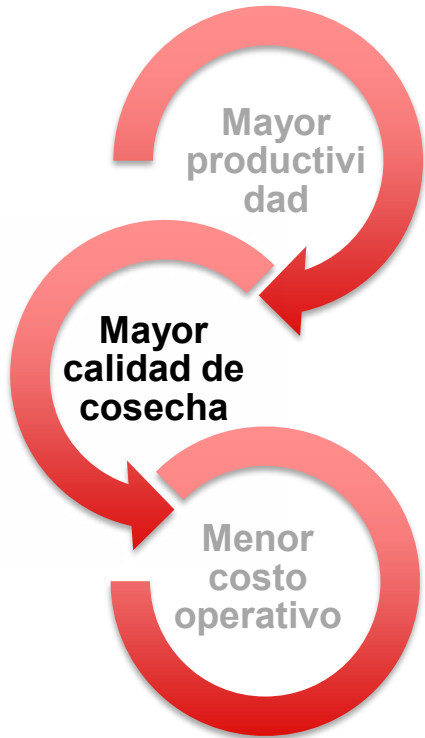 Mayor
productivi
dad
Mayor
calidad de
cosecha
Menor
costo
operativo